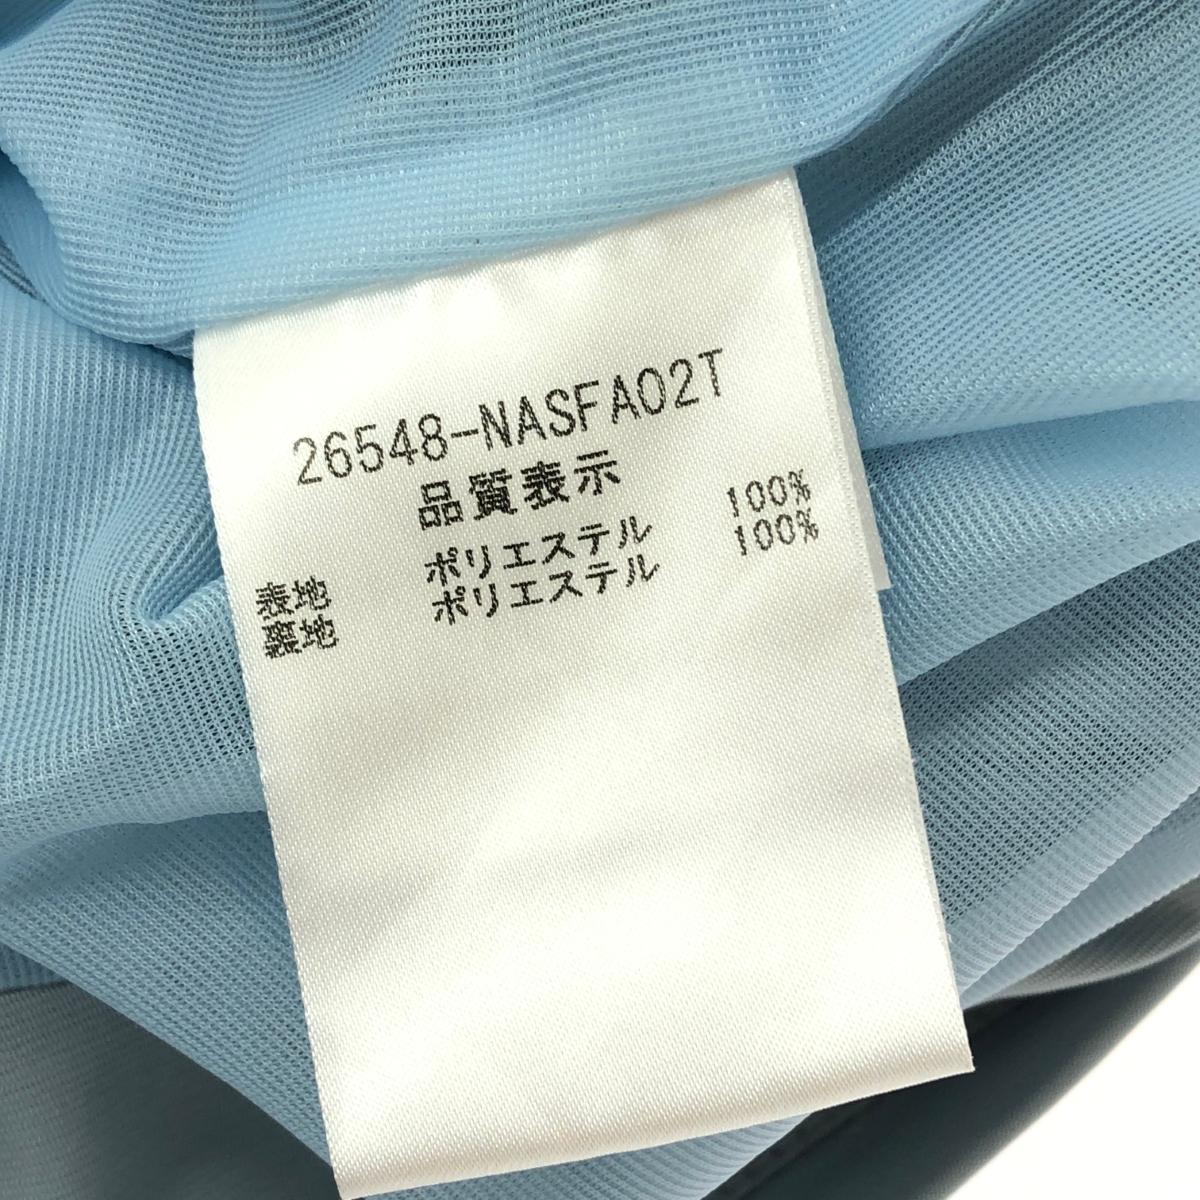 26548-NASFA02T
品質表示
表地 ポリエステル 100%
裏地 ポリエステル 100%